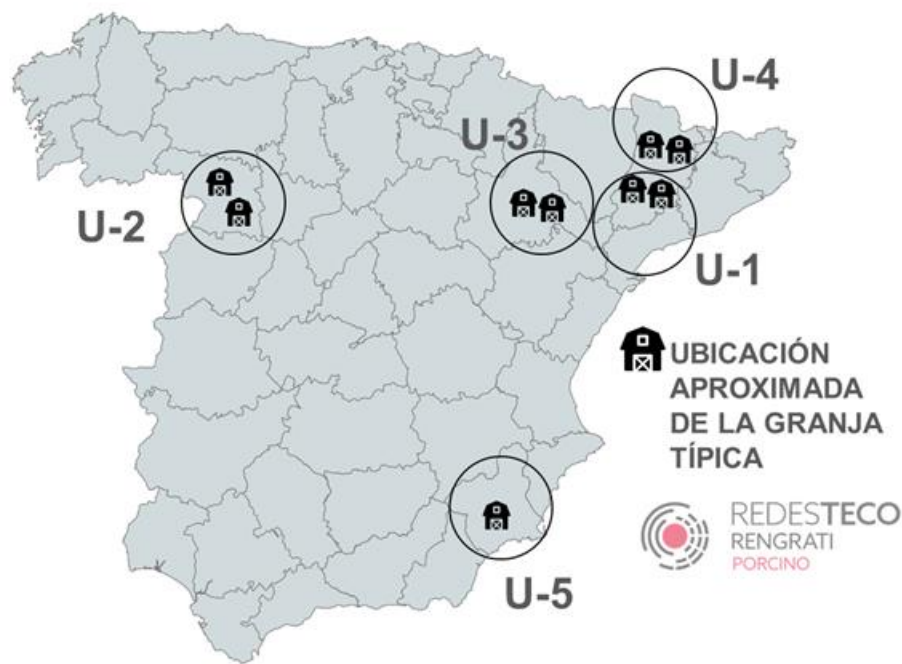 U-4
U-3
U-2
U-1
UBICACIÓN
APROXIMADA
DE LA GRANJA
TÍPICA
REDESTECO
RENGRATI
PORCINO
U-5